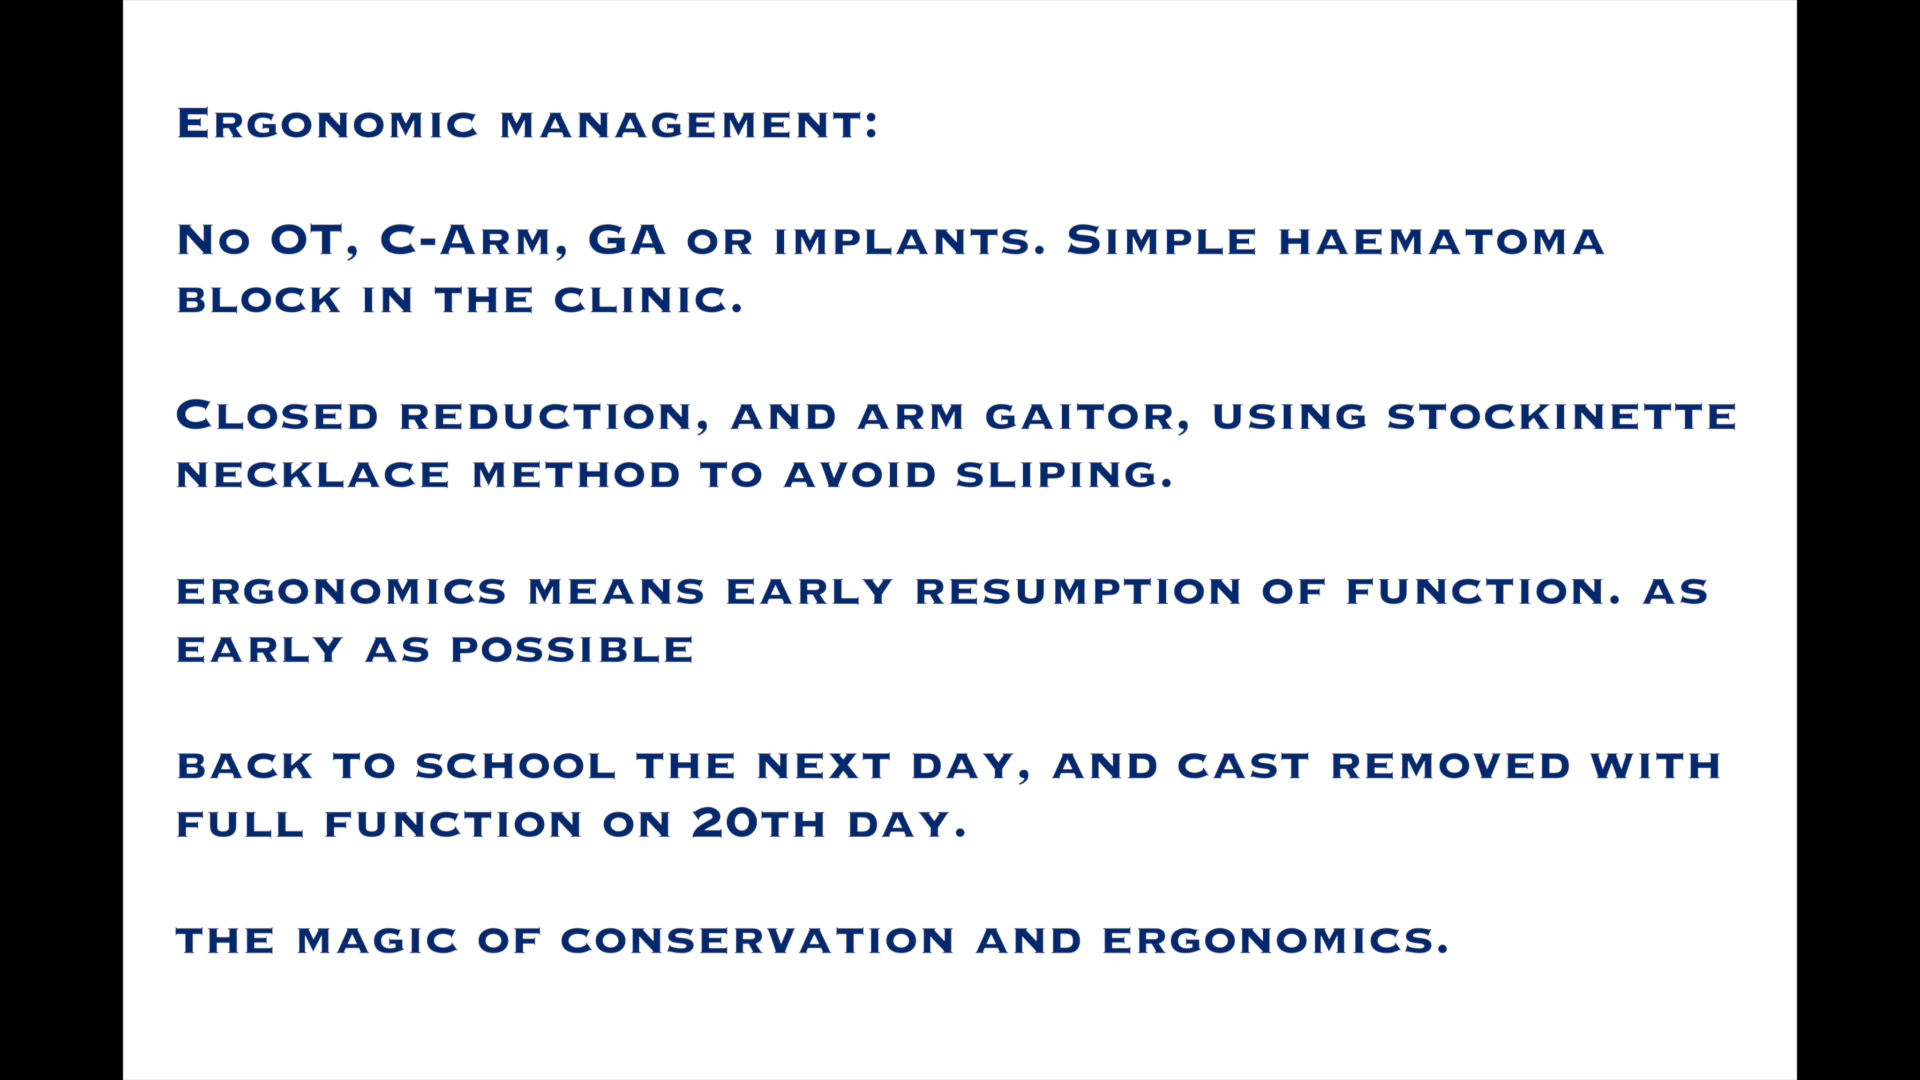 Ergonomic management:
No OT, C-Arm, GA or implants. Simple haematoma
block in the clinic.
Closed reduction, and arm gaitor, using stockinette
necklace method to avoid sliping.
ergonomics means early resumption of function. as
early as possible
back to school the next day, and cast removed with
full function on 20th day.
the magic of conservation and ergonomics.